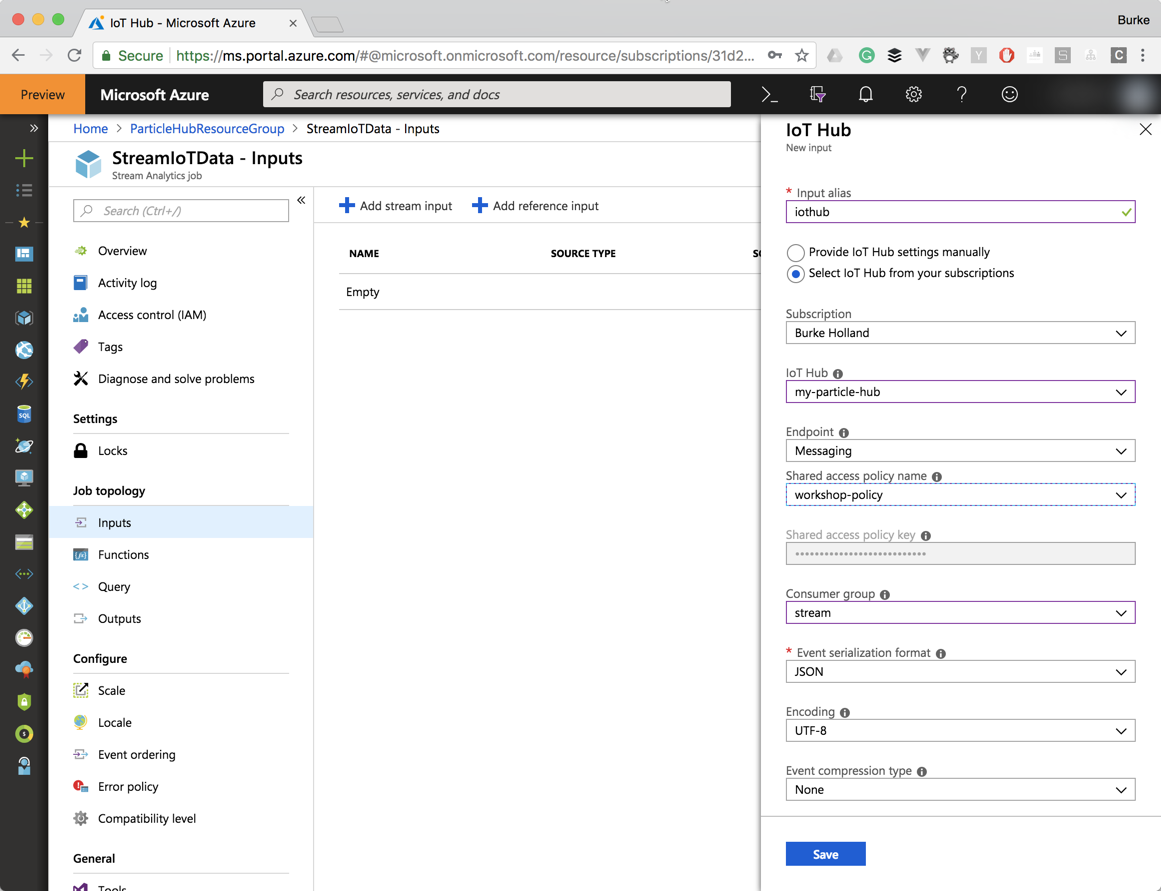 IoT Hub - Microsoft Azure
Burke
Secure https://ms.portal.azure.com/#@microsoft.onmicrosoft.com/resource/subscriptions/31d2...
Preview
Microsoft Azure
Search resources, services, and docs
Home > ParticleHubResourceGroup > StreamIoTData - Inputs
StreamIoTData - Inputs
Stream Analytics job
Search (Ctrl+/)
Overview
Activity log
Access control (IAM)
Tags
Diagnose and solve problems
Settings
Locks
Job topology
Inputs
Functions
Query
Outputs
Configure
Scale
Locale
Event ordering
Error policy
Compatibility level
General
Tools
Add stream input
Add reference input
NAME
SOURCE TYPE
Empty
IoT Hub
New input
* Input alias
iothub
Provide IoT Hub settings manually
Select IoT Hub from your subscriptions
Subscription
Burke Holland
IoT Hub
my-particle-hub
Endpoint
Messaging
Shared access policy name
workshop-policy
Shared access policy key
Consumer group
stream
* Event serialization format
JSON
Encoding
UTF-8
Event compression type
None
Save